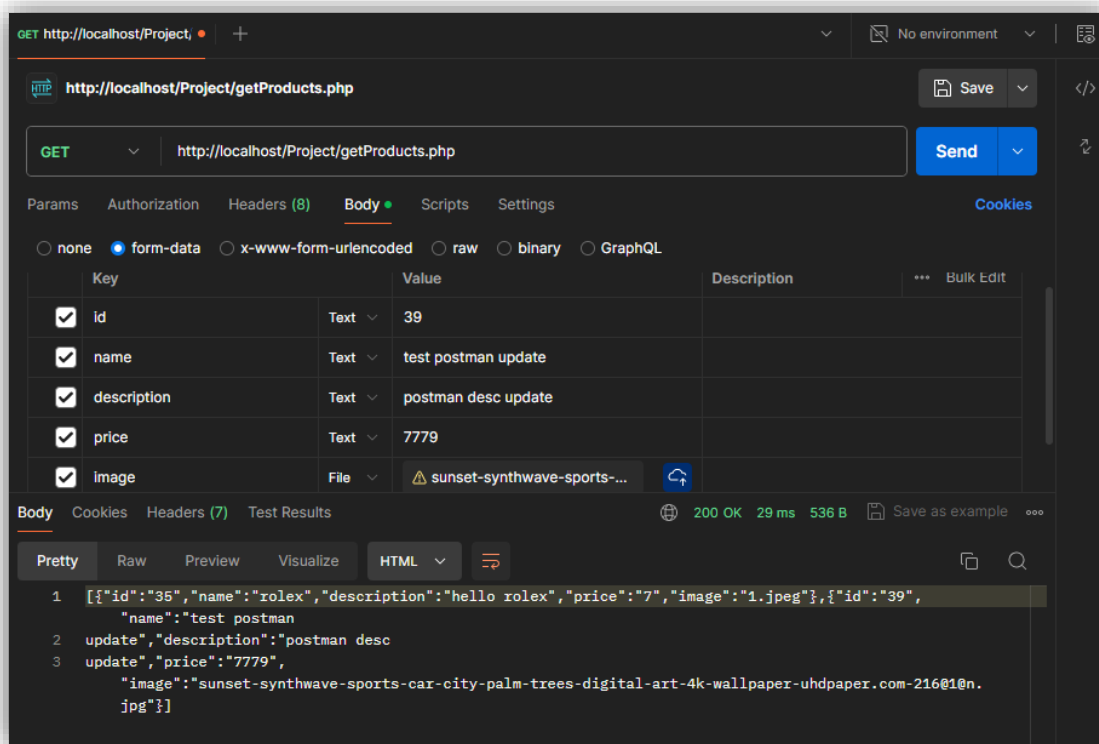 GET http://localhost/Project/
No environment
HTTP http://localhost/Project/getProducts.php
Save
</>
GET http://localhost/Project/getProducts.php
Send
Params Authorization Headers (8) Body Scripts Settings Cookies
none form-data x-www-form-urlencoded raw binary GraphQL
Key Value Description ••• Bulk Edit
id Text 39
name Text test postman update
description Text postman desc update
price Text 7779
image File sunset-synthwave-sports-...
Body Cookies Headers (7) Test Results 200 OK 29 ms 536 B Save as example ooo
Pretty Raw Preview Visualize HTML
1 [{"id":"35","name":"rolex","description":"hello rolex","price":"7","image":"1.jpeg"},{"id":"39",
"name":"test postman
2 update","description":"postman desc
3 update","price":"7779",
"image":"sunset-synthwave-sports-car-city-palm-trees-digital-art-4k-wallpaper-uhdpaper.com-216@1@n.
jpg"}]